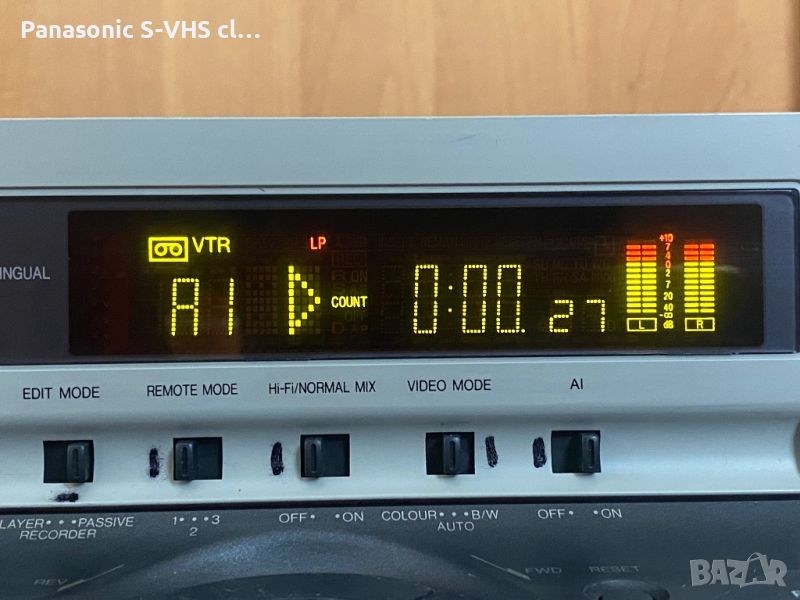 Panasonic S-VHS cl...
VTR
LP
A1
COUNT
0:00.27
+10
7
4
0
2
7
20
40
-∞
dB
L
R
INGUAL
EDIT MODE
REMOTE MODE
Hi-Fi/NORMAL MIX
VIDEO MODE
AI
LAYER•••PASSIVE
RECORDER
1•••3
2
OFF• •ON
COLOUR•••B/W
AUTO
OFF• •ON
REV
FWD
RESET
BAZAR